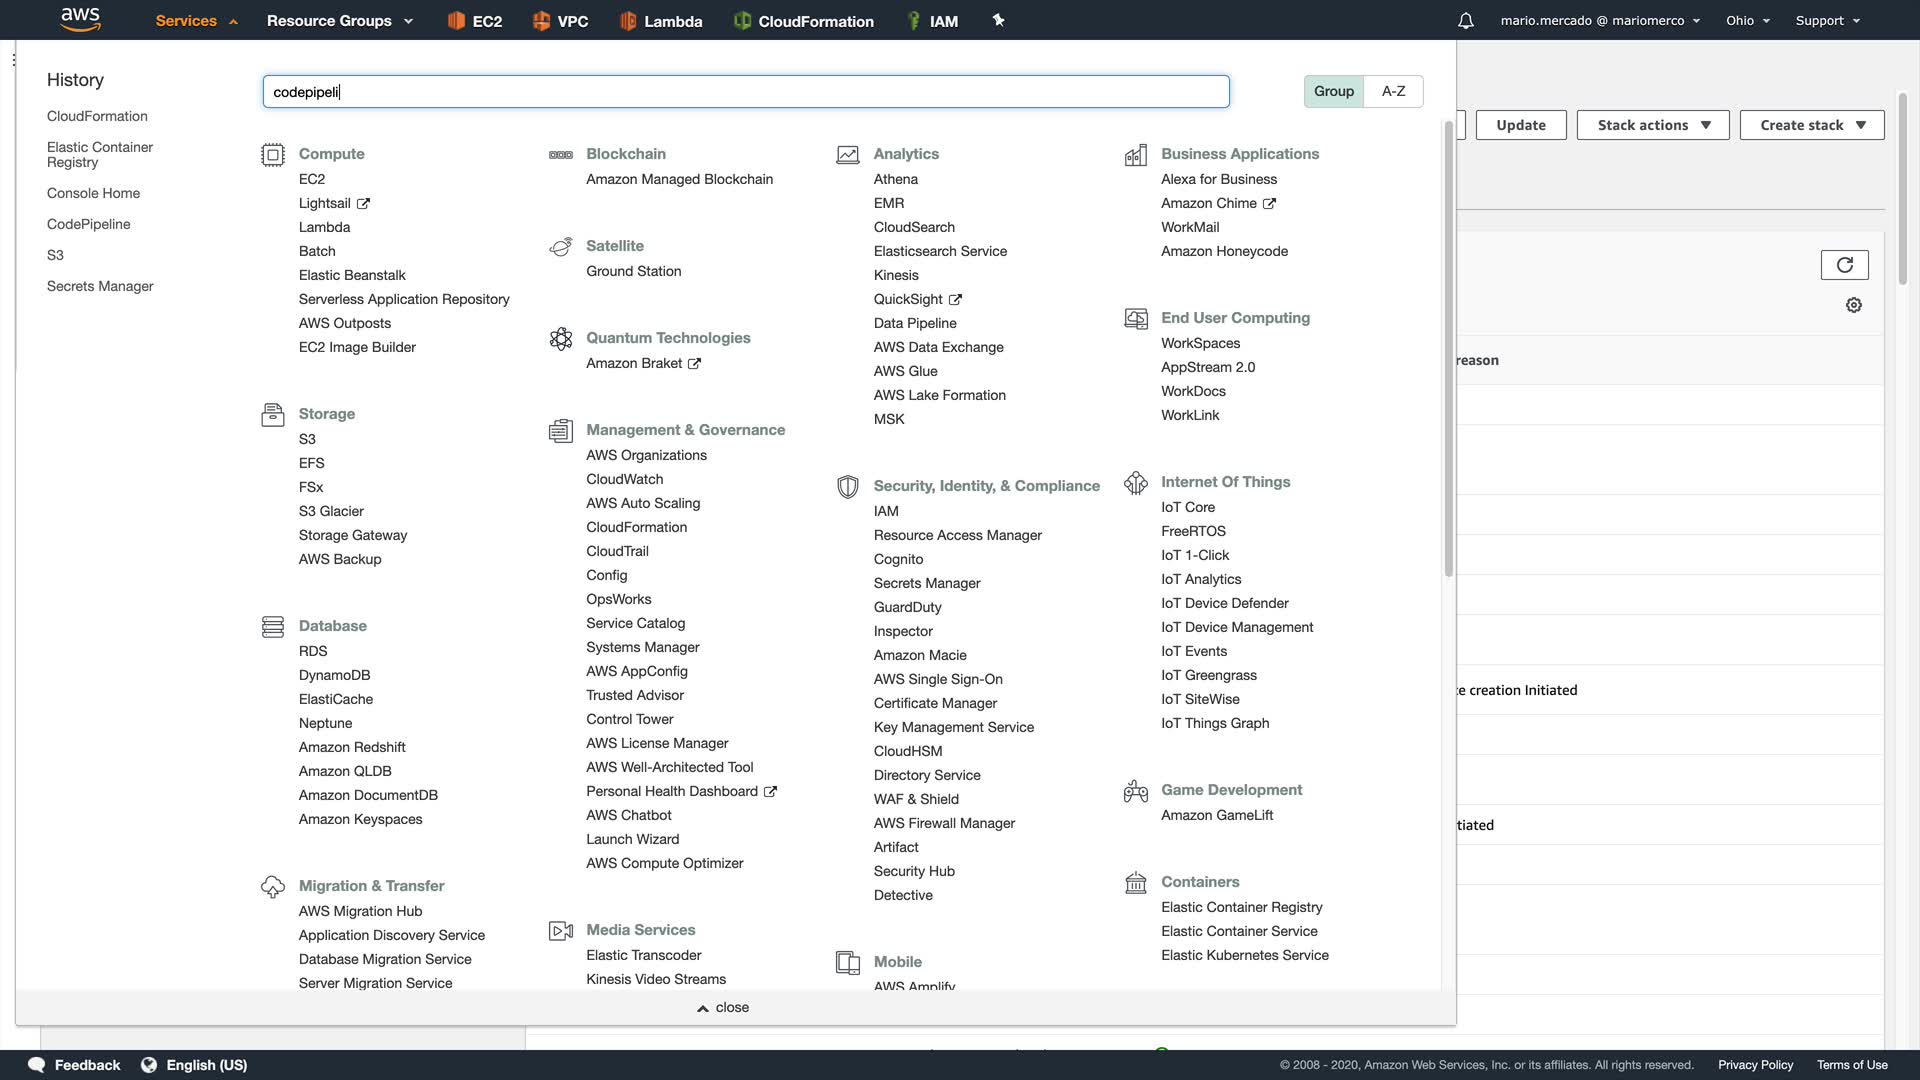 aws
Services
Resource Groups
EC2
VPC
Lambda
CloudFormation
IAM
mario.mercado @ mariomerco
Ohio
Support
History
CloudFormation
Elastic Container
Registry
Console Home
CodePipeline
S3
Secrets Manager
codepipeli
Group
A-Z
Compute
EC2
Lightsail
Lambda
Batch
Elastic Beanstalk
Serverless Application Repository
AWS Outposts
EC2 Image Builder
Storage
S3
EFS
FSx
S3 Glacier
Storage Gateway
AWS Backup
Database
RDS
DynamoDB
ElastiCache
Neptune
Amazon Redshift
Amazon QLDB
Amazon DocumentDB
Amazon Keyspaces
Migration & Transfer
AWS Migration Hub
Application Discovery Service
Database Migration Service
Server Migration Service
Blockchain
Amazon Managed Blockchain
Satellite
Ground Station
Quantum Technologies
Amazon Braket
Management & Governance
AWS Organizations
CloudWatch
AWS Auto Scaling
CloudFormation
CloudTrail
Config
OpsWorks
Service Catalog
Systems Manager
AWS AppConfig
Trusted Advisor
Control Tower
AWS License Manager
AWS Well-Architected Tool
Personal Health Dashboard
AWS Chatbot
Launch Wizard
AWS Compute Optimizer
Media Services
Elastic Transcoder
Kinesis Video Streams
Analytics
Athena
EMR
CloudSearch
Elasticsearch Service
Kinesis
QuickSight
Data Pipeline
AWS Data Exchange
AWS Glue
AWS Lake Formation
MSK
Security, Identity, & Compliance
IAM
Resource Access Manager
Cognito
Secrets Manager
GuardDuty
Inspector
Amazon Macie
AWS Single Sign-On
Certificate Manager
Key Management Service
CloudHSM
Directory Service
WAF & Shield
AWS Firewall Manager
Artifact
Security Hub
Detective
Mobile
AWS Amplify
Business Applications
Alexa for Business
Amazon Chime
WorkMail
Amazon Honeycode
End User Computing
WorkSpaces
AppStream 2.0
WorkDocs
WorkLink
Internet Of Things
IoT Core
FreeRTOS
IoT 1-Click
IoT Analytics
IoT Device Defender
IoT Device Management
IoT Events
IoT Greengrass
IoT SiteWise
IoT Things Graph
Game Development
Amazon GameLift
Containers
Elastic Container Registry
Elastic Container Service
Elastic Kubernetes Service
close
Update
Stack actions
Create stack
reason
creation Initiated
tiated
Feedback
English (US)
© 2008 - 2020, Amazon Web Services, Inc. or its affiliates. All rights reserved.
Privacy Policy
Terms of Use